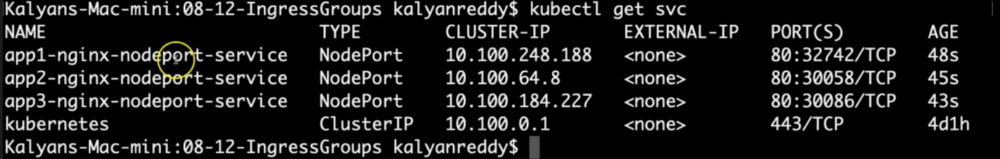 Kalyans-Mac-mini:08-12-IngressGroups kalyanreddy$ kubectl get svc
NAME TYPE CLUSTER-IP EXTERNAL-IP PORT(S) AGE
app1-nginx-nodeport-service NodePort 10.100.248.188 <none> 80:32742/TCP 48s
app2-nginx-nodeport-service NodePort 10.100.64.8 <none> 80:30058/TCP 45s
app3-nginx-nodeport-service NodePort 10.100.184.227 <none> 80:30086/TCP 43s
kubernetes ClusterIP 10.100.0.1 <none> 443/TCP 4d1h
Kalyans-Mac-mini:08-12-IngressGroups kalyanreddy$